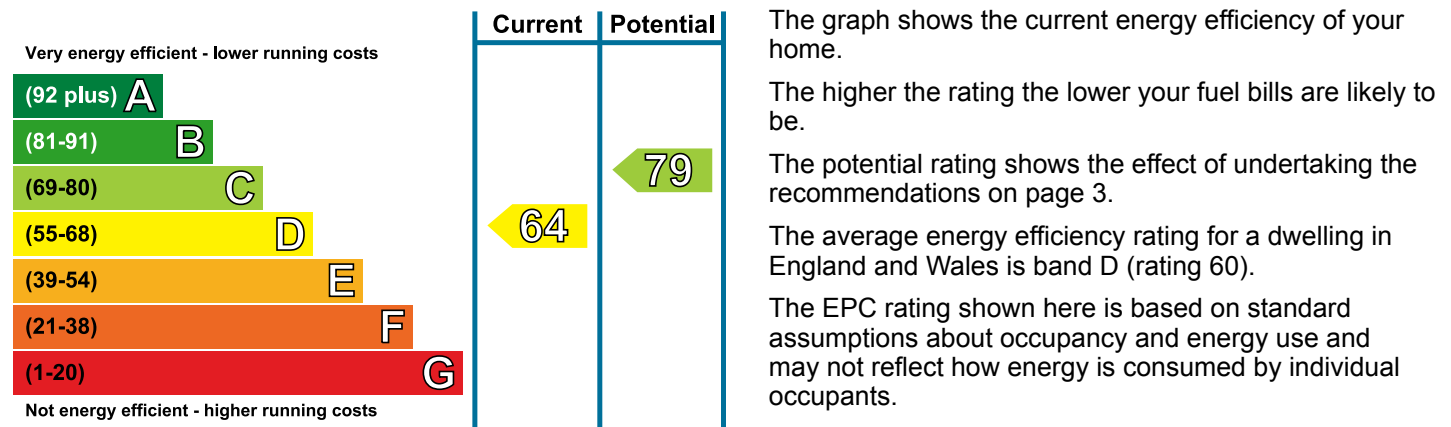 Current Potential
Very energy efficient - lower running costs
(92 plus) A
(81-91) B
(69-80) C
(55-68) D
(39-54) E
(21-38) F
(1-20) G
Not energy efficient - higher running costs
64
79
The graph shows the current energy efficiency of your
home.
The higher the rating the lower your fuel bills are likely to
be.
The potential rating shows the effect of undertaking the
recommendations on page 3.
The average energy efficiency rating for a dwelling in
England and Wales is band D (rating 60).
The EPC rating shown here is based on standard
assumptions about occupancy and energy use and
may not reflect how energy is consumed by individual
occupants.